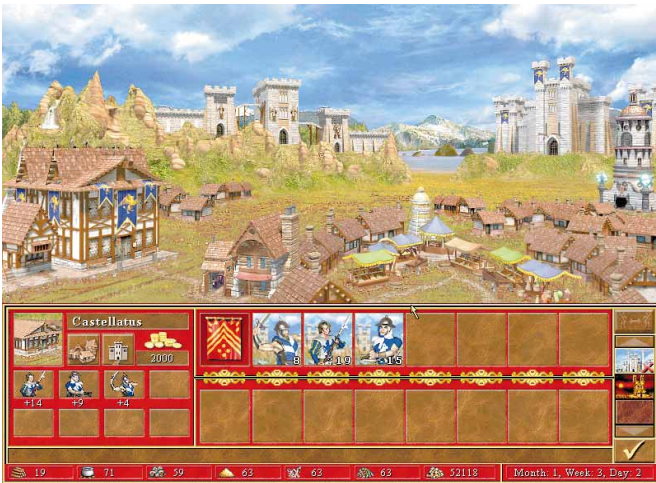 Castellatus
2000
8 19 15
+14 +9 +4
19 71 59 63 63 63 52118 Month: 1, Week: 3, Day: 2